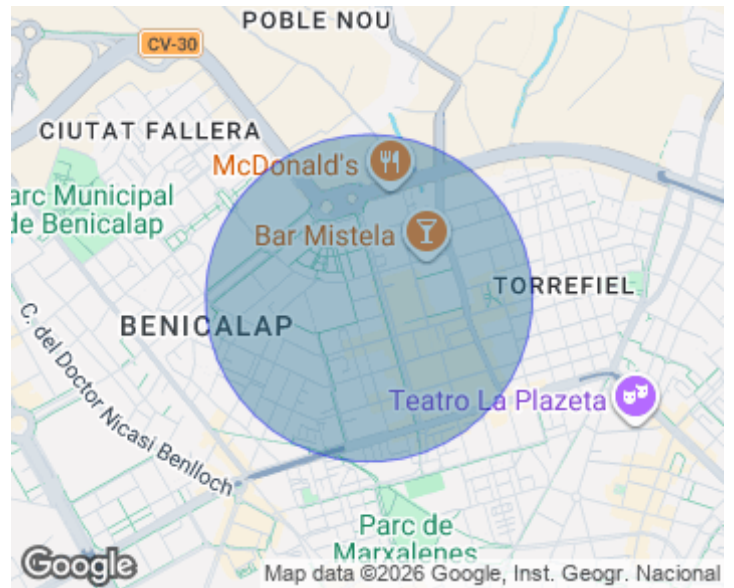 POBLE NOU
CV-30
CIUTAT FALLERA
McDonald's
arc Municipal
de Benicalap
Bar Mistela
TORREFIEL
BENICALAP
C. del Doctor Nicasi Benlloch
Teatro La Plazeta
Parc de
Marxalenes
Google
Map data ©2026 Google, Inst. Geogr. Nacional